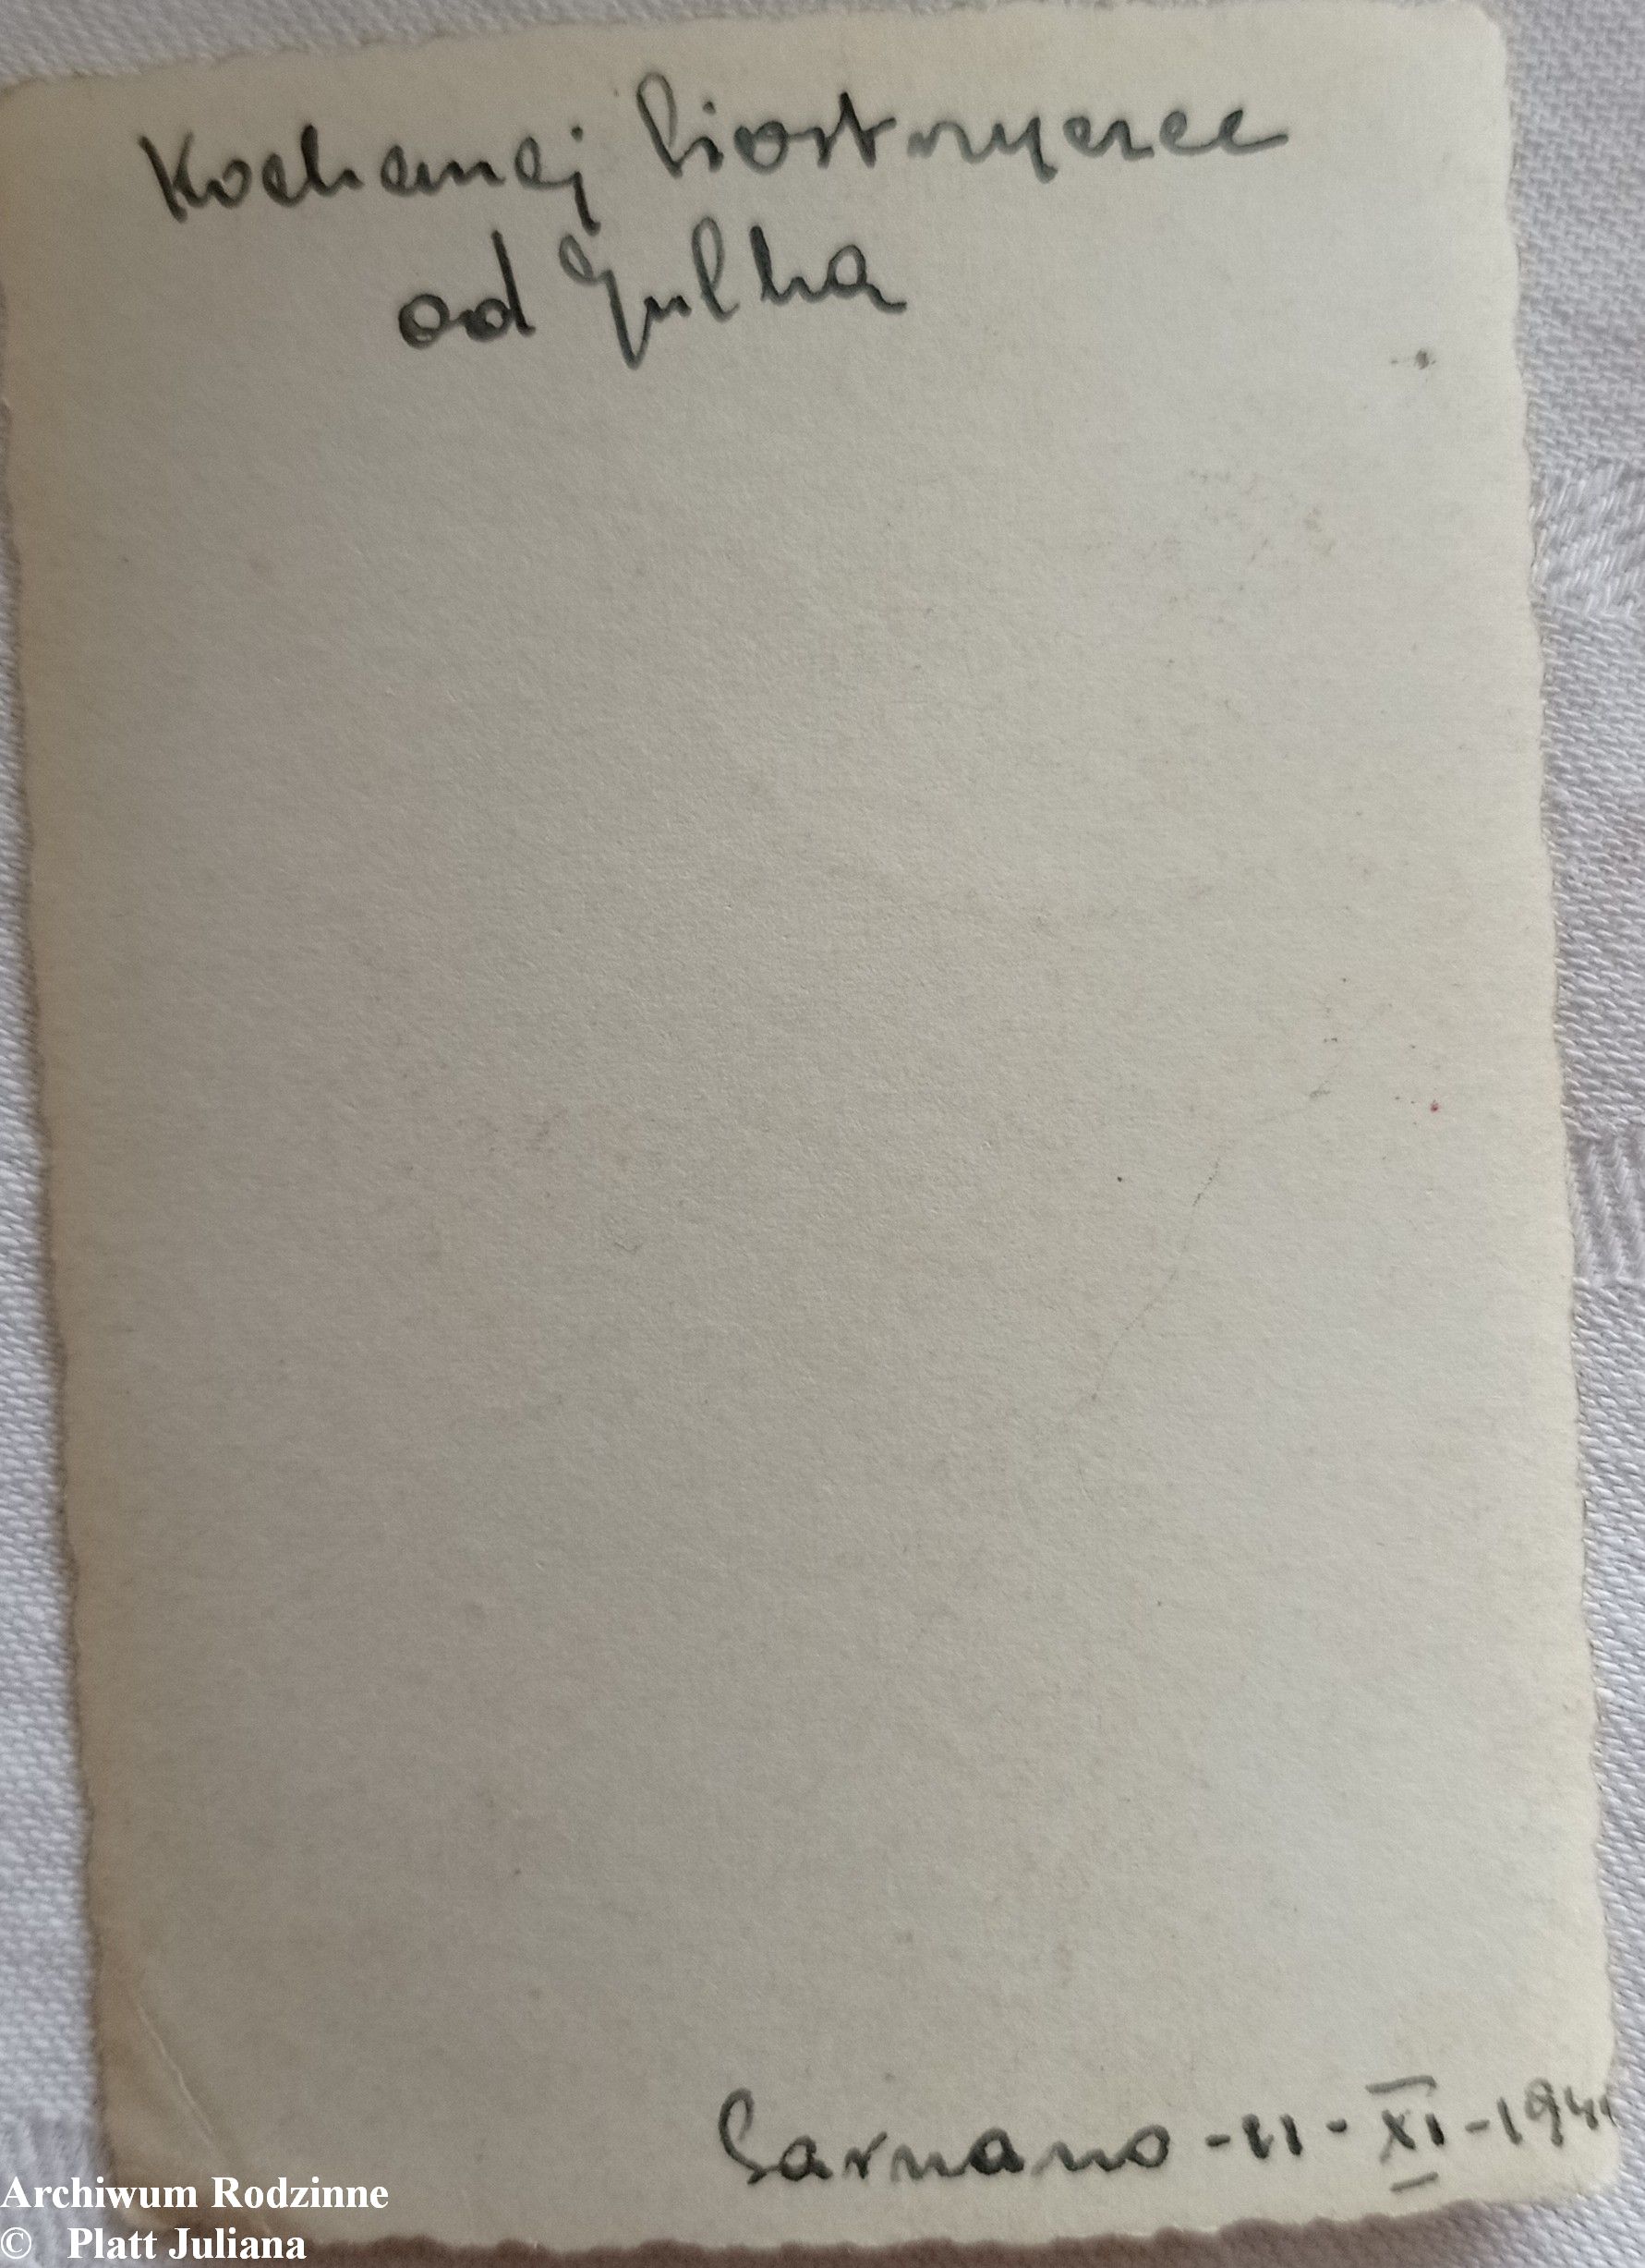 Kochanej Siostrzyczce
od Julka
Sarnano - 11 - XI - 194
Archiwum Rodzinne
© Platt Juliana